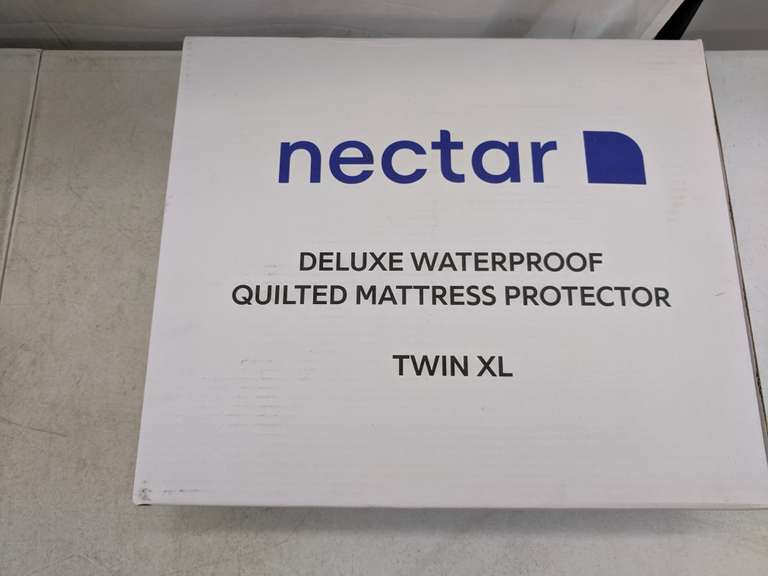 nectar
DELUXE WATERPROOF
QUILTED MATTRESS PROTECTOR
TWIN XL